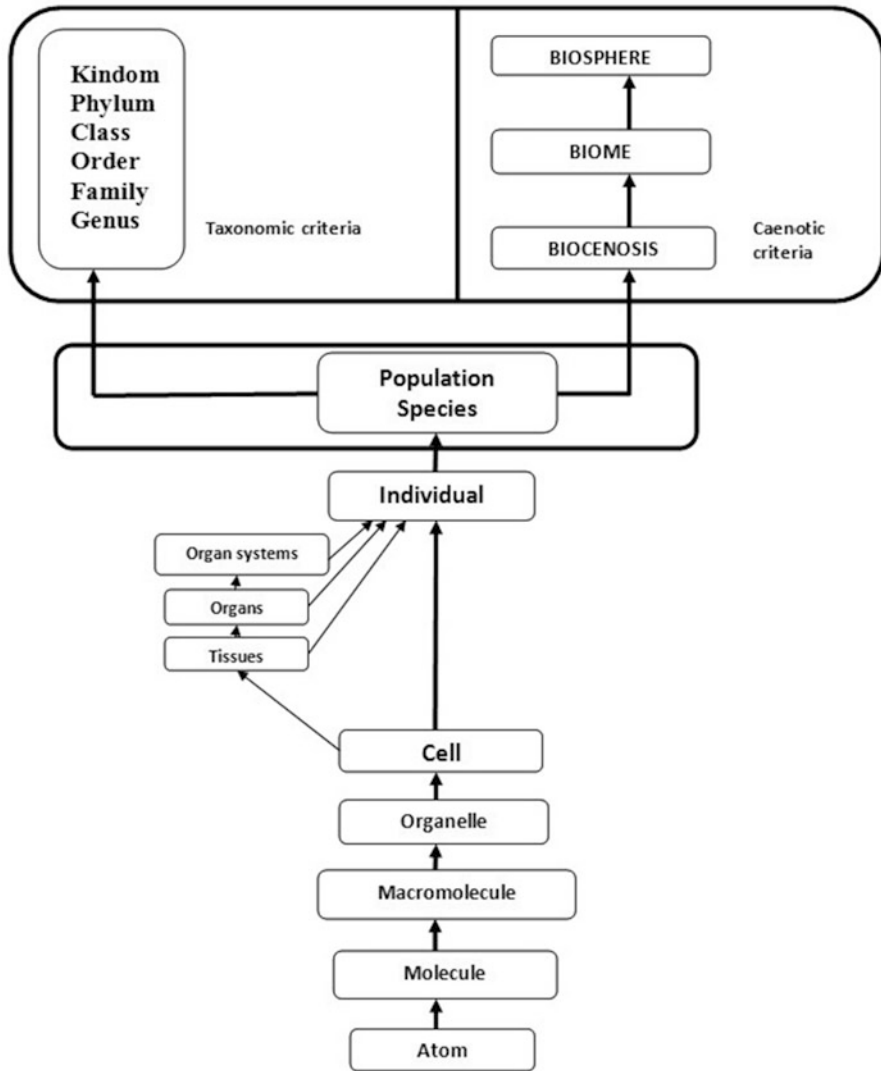 Kindom
Phylum
Class
Order
Family
Genus
Taxonomic criteria
BIOSPHERE
BIOME
BIOCENOSIS
Caenotic
criteria
Population
Species
Individual
Organ systems
Organs
Tissues
Cell
Organelle
Macromolecule
Molecule
Atom